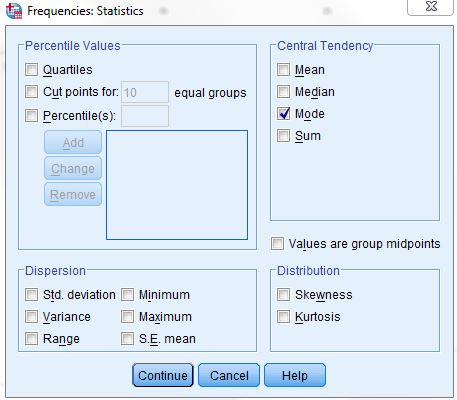 Frequencies: Statistics
Percentile Values
Quartiles
Cut points for: 10 equal groups
Percentile(s):
Add
Change
Remove
Central Tendency
Mean
Median
Mode
Sum
Values are group midpoints
Dispersion
Std. deviation Minimum
Variance Maximum
Range S.E. mean
Distribution
Skewness
Kurtosis
Continue Cancel Help